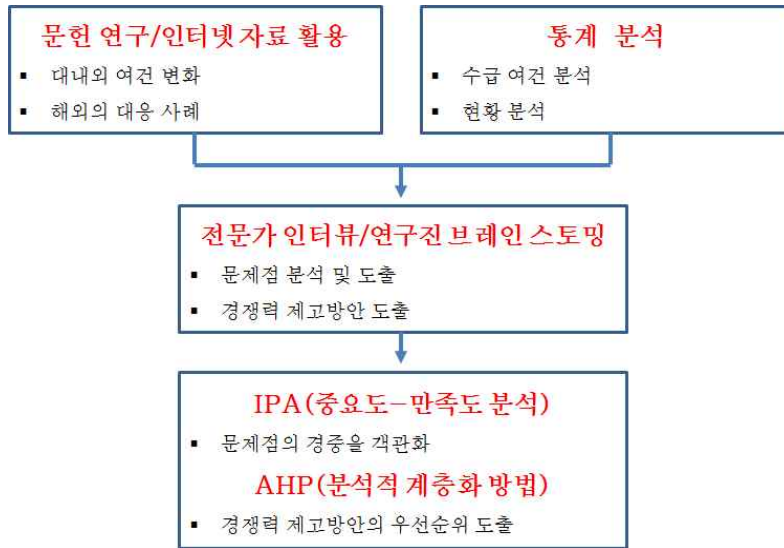 문헌 연구/인터넷자료 활용
▪ 대내외 여건 변화
▪ 해외의 대응 사례
통계 분석
▪ 수급 여건 분석
▪ 현황 분석
전문가 인터뷰/연구진 브레인 스토밍
▪ 문제점 분석 및 도출
▪ 경쟁력 제고방안 도출
IPA(중요도-만족도 분석)
▪ 문제점의 경중을 객관화
AHP(분석적 계층화 방법)
▪ 경쟁력 제고방안의 우선순위 도출